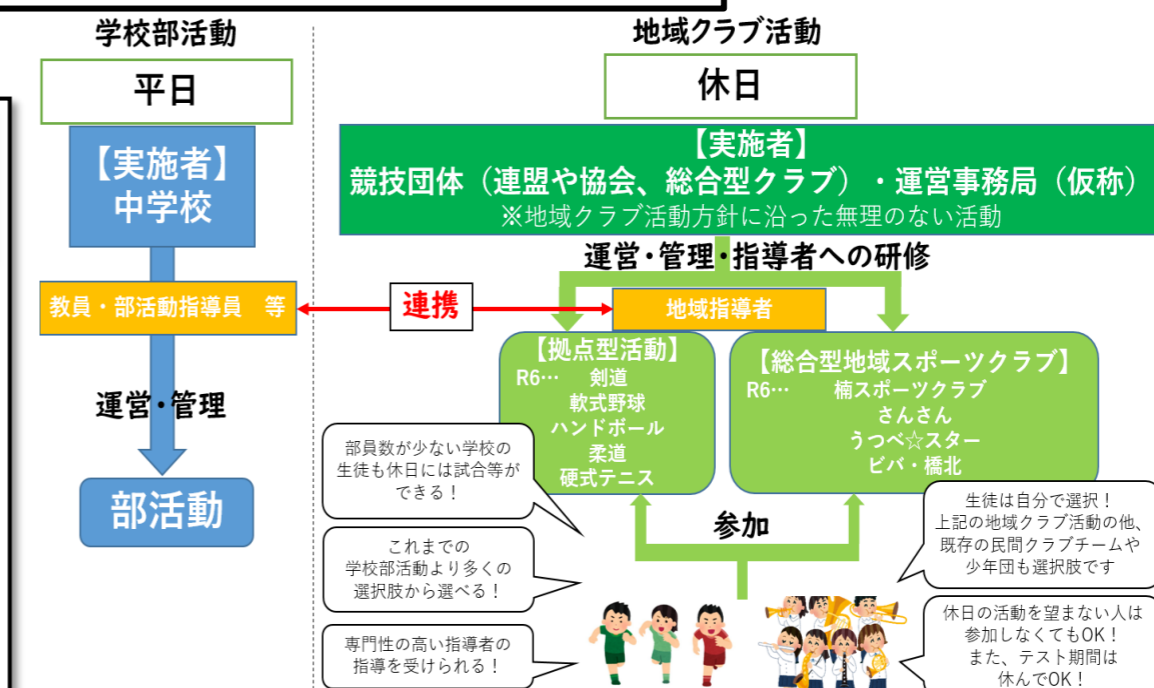 学校部活動
平日
【実施者】
中学校
教員・部活動指導員　等
運営・管理
部活動
連携
地域クラブ活動
休日
【実施者】
競技団体（連盟や協会、総合型クラブ）・運営事務局（仮称）
※地域クラブ活動方針に沿った無理のない活動
運営・管理・指導者への研修
地域指導者
【拠点型活動】
R6…　剣道
軟式野球
ハンドボール
柔道
硬式テニス
【総合型地域スポーツクラブ】
R6…　楠スポーツクラブ
さんさん
うつべ☆スター
ビバ・橋北
参加
部員数が少ない学校の
生徒も休日には試合等が
できる！
これまでの
学校部活動より多くの
選択肢から選べる！
専門性の高い指導者の
指導を受けられる！
生徒は自分で選択！
上記の地域クラブ活動の他、
既存の民間クラブチームや
少年団も選択肢です
休日の活動を望まない人は
参加しなくてもOK！
また、テスト期間は
休んでOK！